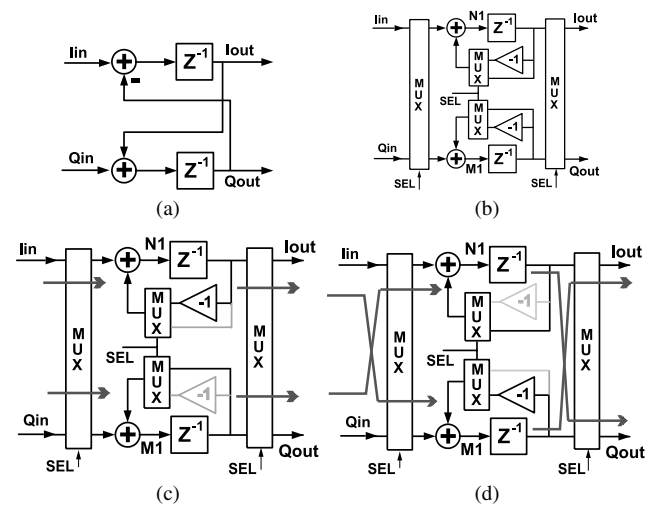 Iin
+
Z-1
Iout
-
Qin
+
Z-1
Qout
(a)
Iin
MUX
SEL
+
N1
Z-1
MUX
-1
SEL
MUX
-1
+
M1
Z-1
MUX
SEL
Iout
Qin
Qout
(b)
Iin
MUX
SEL
+
N1
Z-1
MUX
-1
SEL
MUX
-1
+
M1
Z-1
MUX
SEL
Iout
Qin
Qout
(c)
Iin
MUX
SEL
+
N1
Z-1
MUX
-1
SEL
MUX
-1
+
M1
Z-1
MUX
SEL
Iout
Qin
Qout
(d)